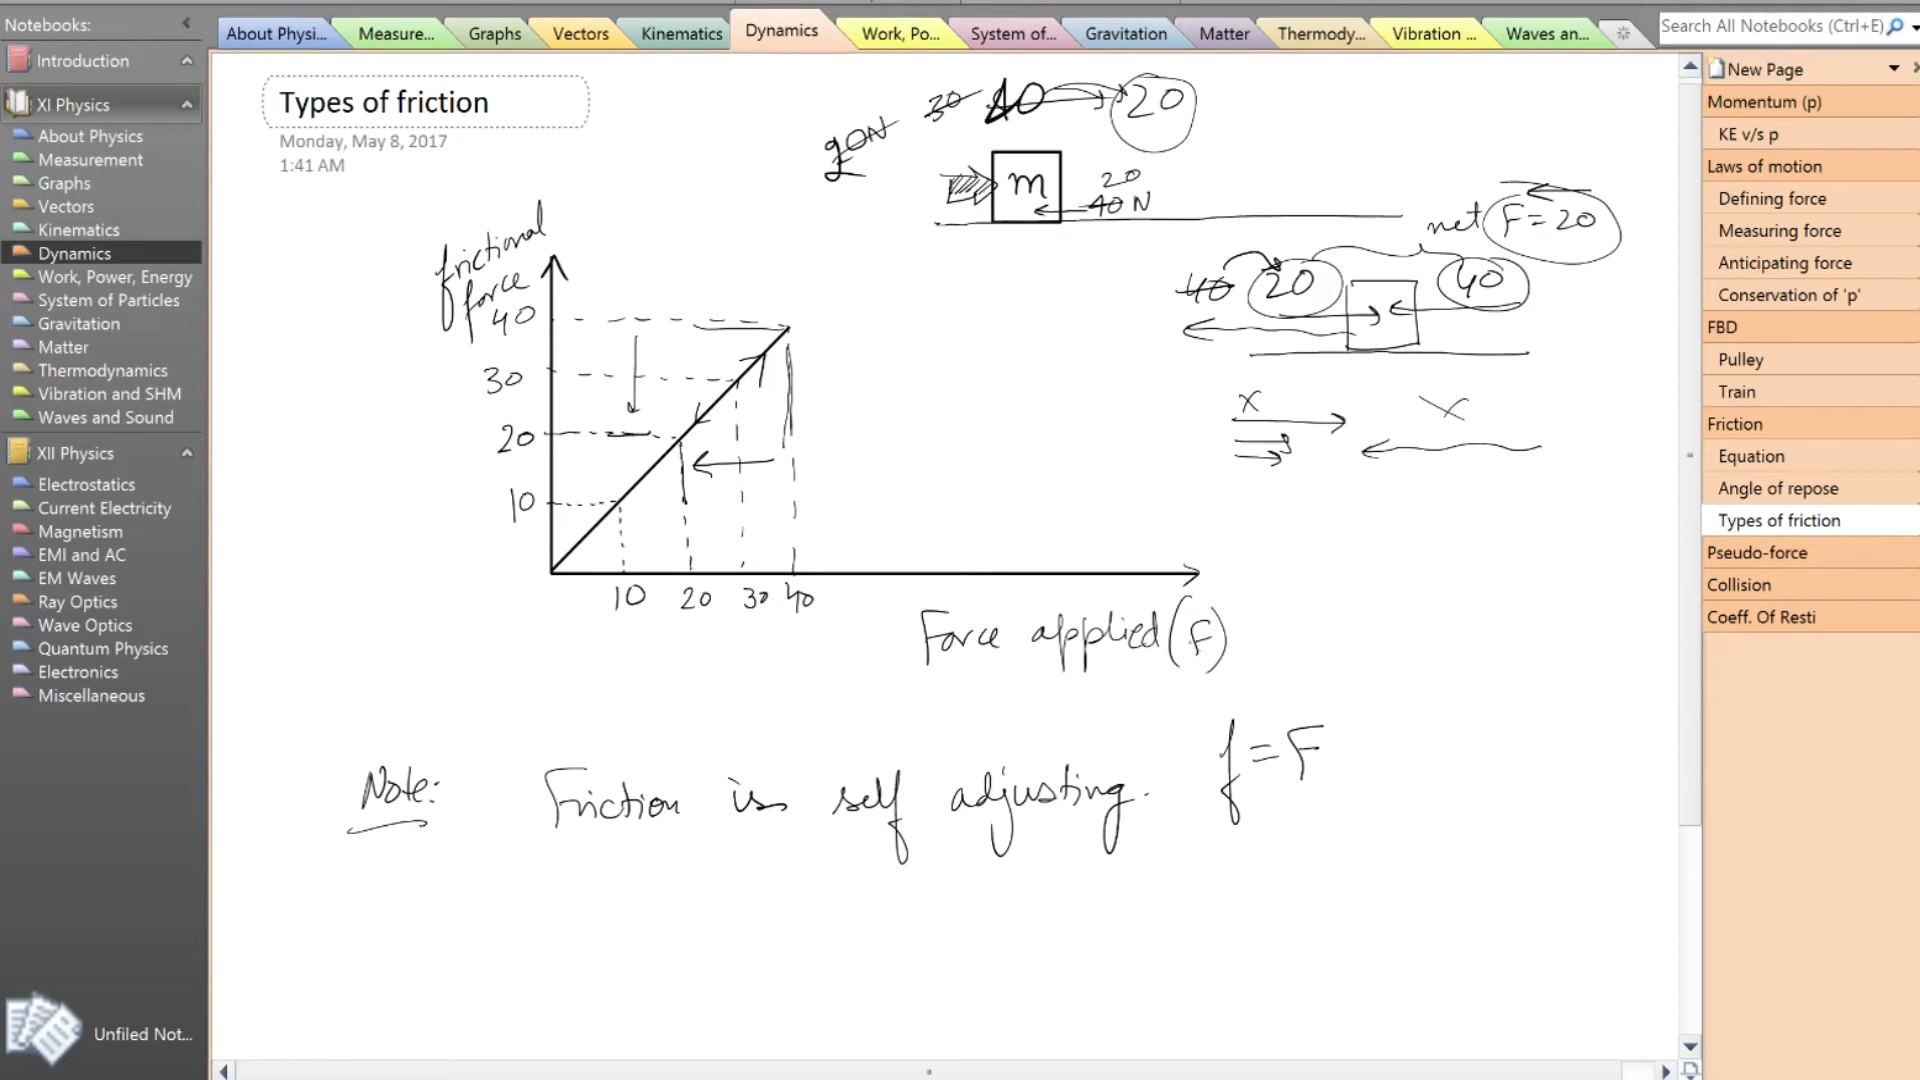 Notebooks:
Introduction
XI Physics
About Physics
Measurement
Graphs
Vectors
Kinematics
Dynamics
Work, Power, Energy
System of Particles
Gravitation
Matter
Thermodynamics
Vibration and SHM
Waves and Sound
XII Physics
Electrostatics
Current Electricity
Magnetism
EMI and AC
EM Waves
Ray Optics
Wave Optics
Quantum Physics
Electronics
Miscellaneous
Unfiled Not...
About Physi... Measure... Graphs Vectors Kinematics Dynamics Work, Po... System of... Gravitation Matter Thermody... Vibration ... Waves an...
Search All Notebooks (Ctrl+E)
Types of friction
Monday, May 8, 2017
1:41 AM
30 40 20
m
20
40 N
net F = 20
40 20 40
x x
frictional
force
40
30
20
10
10 20 30 40
Force applied (F)
f = F
Note: Friction is self adjusting.
New Page
Momentum (p)
KE v/s p
Laws of motion
Defining force
Measuring force
Anticipating force
Conservation of 'p'
FBD
Pulley
Train
Friction
Equation
Angle of repose
Types of friction
Pseudo-force
Collision
Coeff. Of Resti